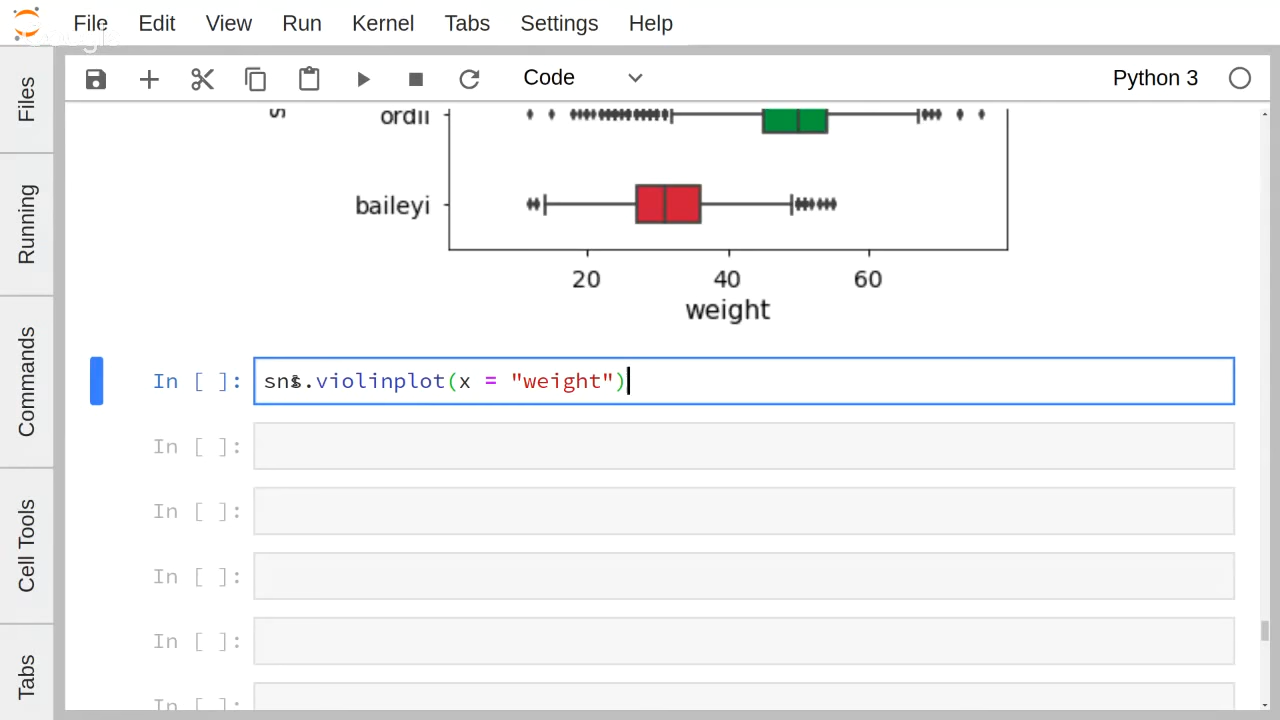 File Edit View Run Kernel Tabs Settings Help
Code
Python 3
Files
Running
Commands
Cell Tools
Tabs
s
ordii
baileyi
20 40 60
weight
In [ ]: sns.violinplot(x = "weight")
In [ ]:
In [ ]:
In [ ]:
In [ ]:
In [ ]: